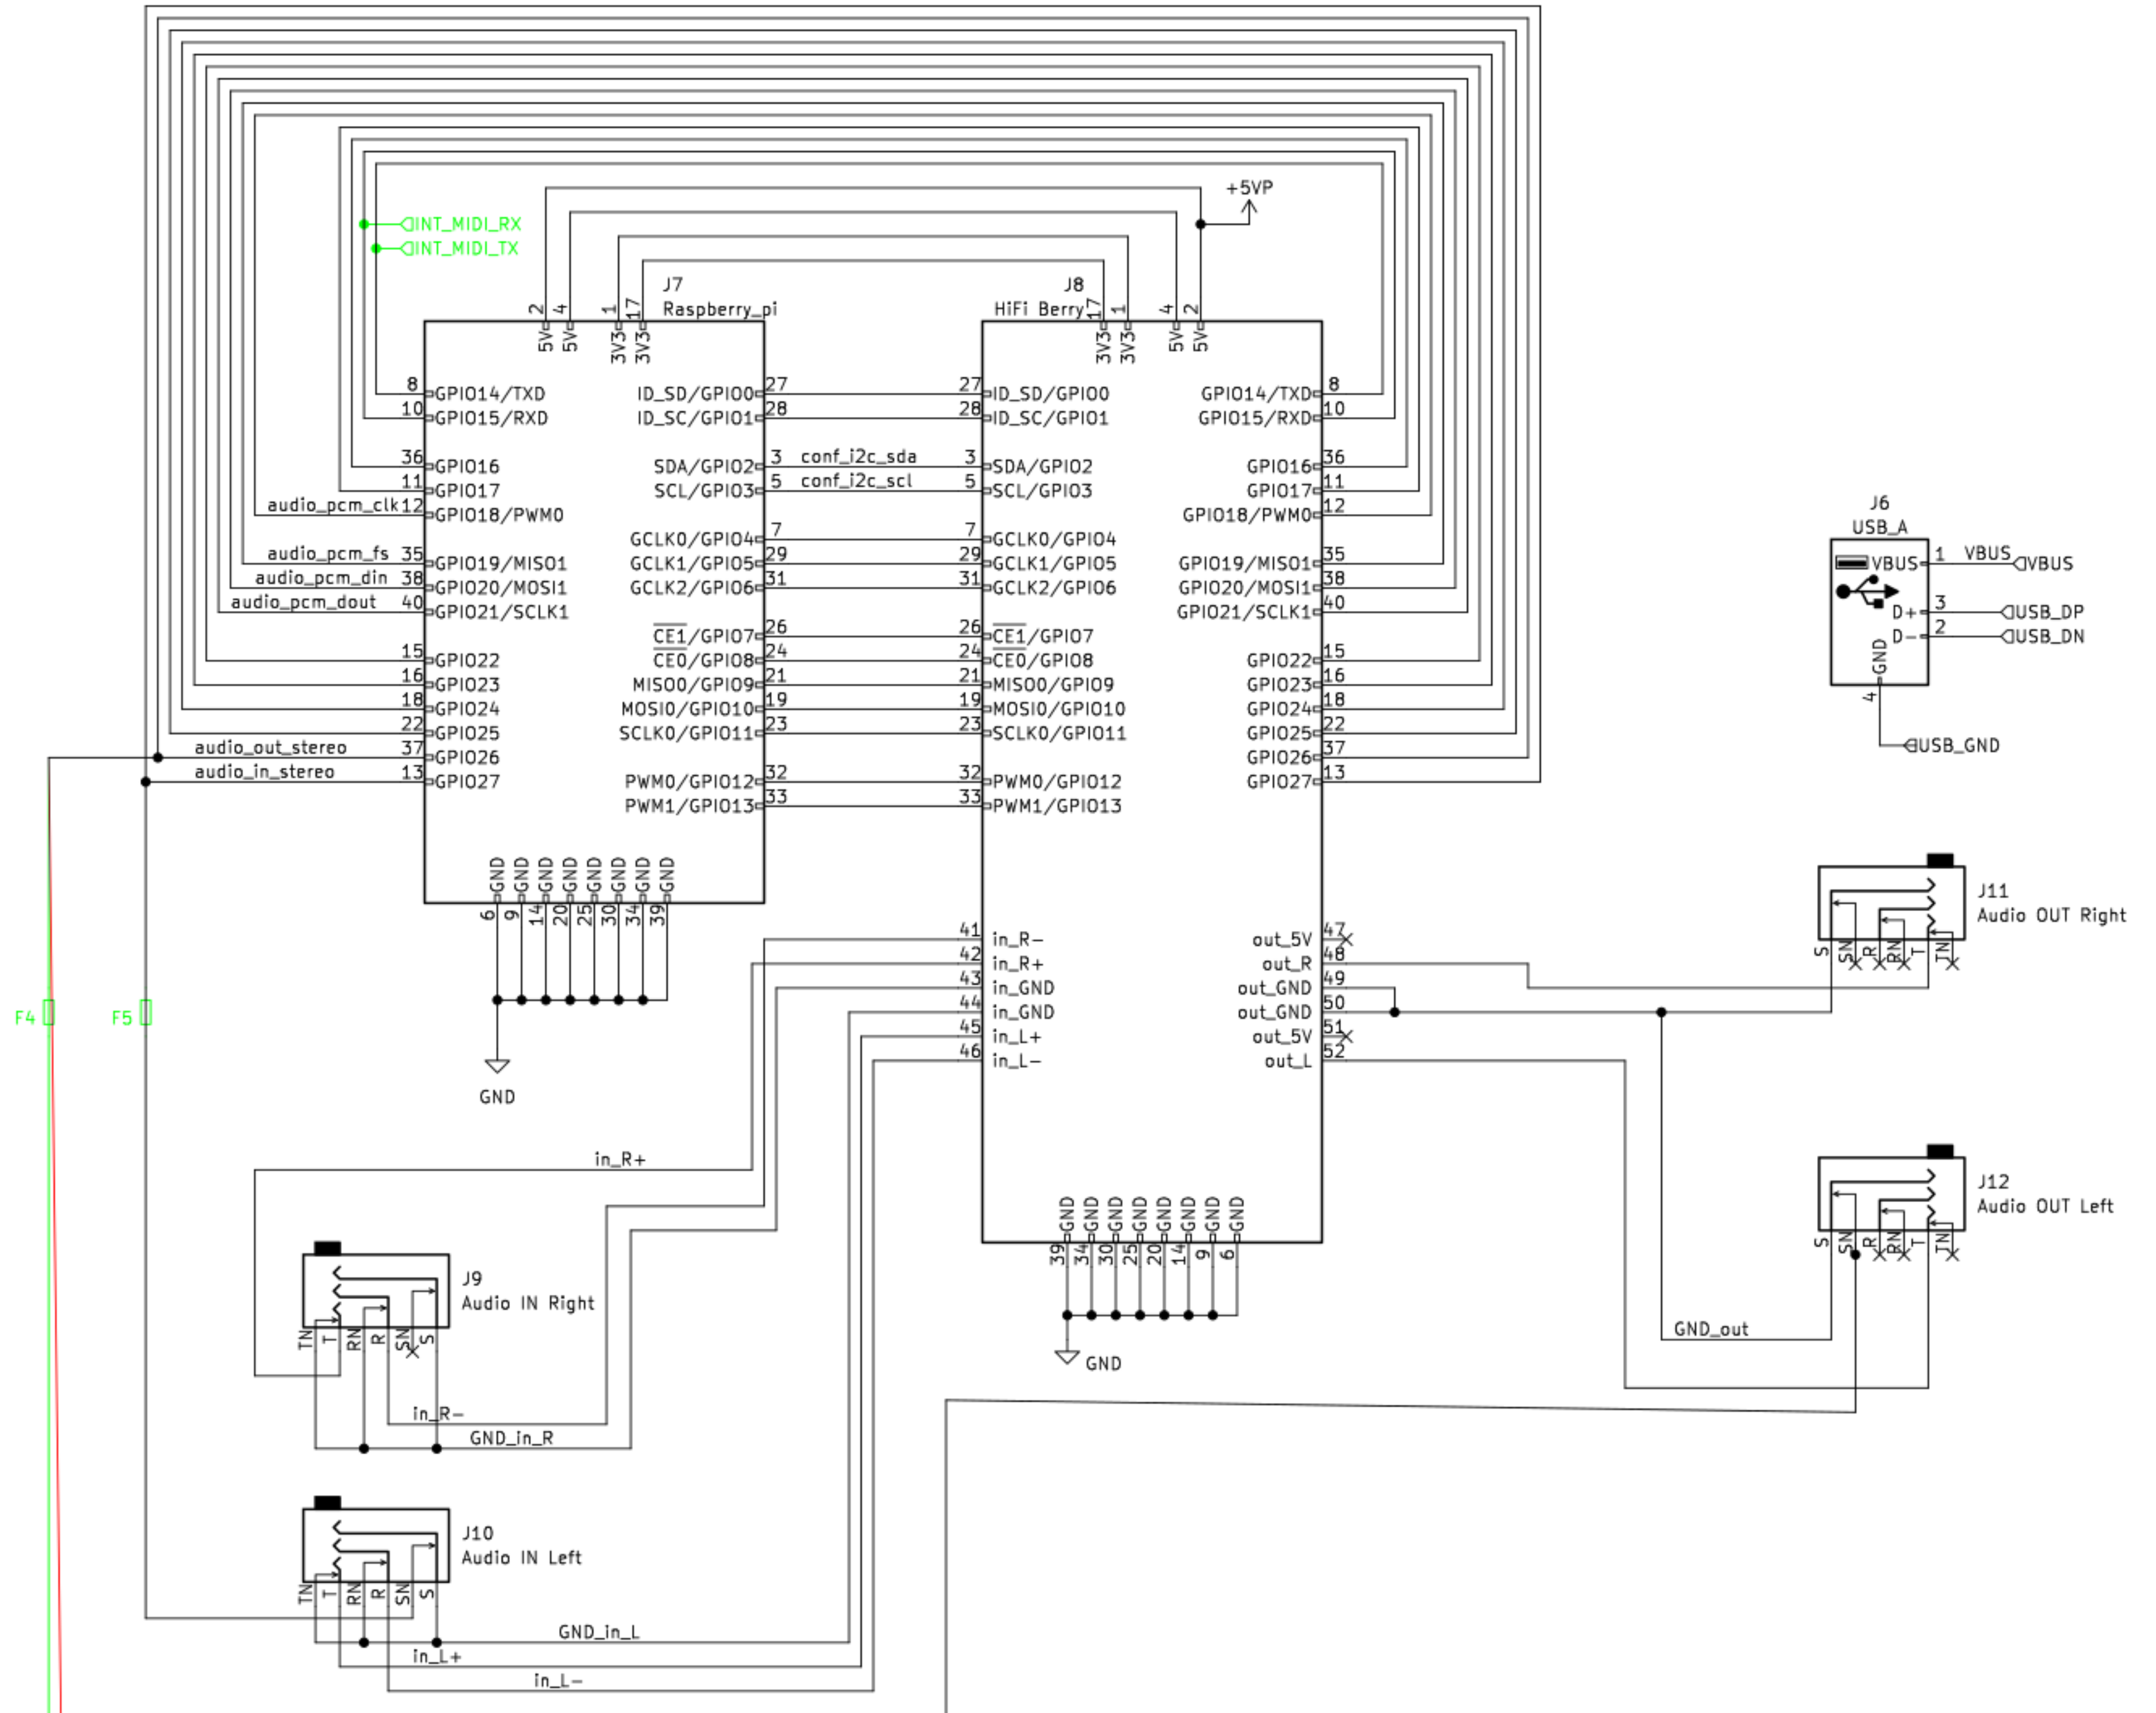 +5VP
INT_MIDI_RX
INT_MIDI_TX
J7
Raspberry_pi
2 4 1 17
5V 5V 3V3 3V3
8 GPIO14/TXD
10 GPIO15/RXD
36 GPIO16
11 GPIO17
audio_pcm_clk 12 GPIO18/PWM0
audio_pcm_fs 35 GPIO19/MISO1
audio_pcm_din 38 GPIO20/MOSI1
audio_pcm_dout 40 GPIO21/SCLK1
15 GPIO22
16 GPIO23
18 GPIO24
22 GPIO25
audio_out_stereo 37 GPIO26
audio_in_stereo 13 GPIO27
ID_SD/GPIO0 27
ID_SC/GPIO1 28
SDA/GPIO2 3 conf_i2c_sda
SCL/GPIO3 5 conf_i2c_scl
GCLK0/GPIO4 7
GCLK1/GPIO5 29
GCLK2/GPIO6 31
CE1/GPIO7 26
CE0/GPIO8 24
MISO0/GPIO9 21
MOSI0/GPIO10 19
SCLK0/GPIO11 23
PWM0/GPIO12 32
PWM1/GPIO13 33
GND GND GND GND GND GND GND GND
6 9 14 20 25 30 34 39
GND
J8
HiFi Berry
17 1 4 2
3V3 3V3 5V 5V
27 ID_SD/GPIO0
28 ID_SC/GPIO1
3 SDA/GPIO2
5 SCL/GPIO3
7 GCLK0/GPIO4
29 GCLK1/GPIO5
31 GCLK2/GPIO6
26 CE1/GPIO7
24 CE0/GPIO8
21 MISO0/GPIO9
19 MOSI0/GPIO10
23 SCLK0/GPIO11
32 PWM0/GPIO12
33 PWM1/GPIO13
41 in_R-
42 in_R+
43 in_GND
44 in_GND
45 in_L+
46 in_L-
GPIO14/TXD 8
GPIO15/RXD 10
GPIO16 36
GPIO17 11
GPIO18/PWM0 12
GPIO19/MISO1 35
GPIO20/MOSI1 38
GPIO21/SCLK1 40
GPIO22 15
GPIO23 16
GPIO24 18
GPIO25 22
GPIO26 37
GPIO27 13
out_5V 47
out_R 48
out_GND 49
out_GND 50
out_5V 51
out_L 52
GND GND GND GND GND GND GND GND
39 34 30 25 20 14 9 6
GND
J6
USB_A
VBUS 1 VBUS VBUS
D+ 3 USB_DP
D- 2 USB_DN
GND
4
USB_GND
J11
Audio OUT Right
S SN R RN T TN
J12
Audio OUT Left
S SN R RN T TN
GND_out
F4
F5
in_R+
J9
Audio IN Right
TN T RN R SN S
in_R-
GND_in_R
J10
Audio IN Left
TN T RN R SN S
GND_in_L
in_L+
in_L-